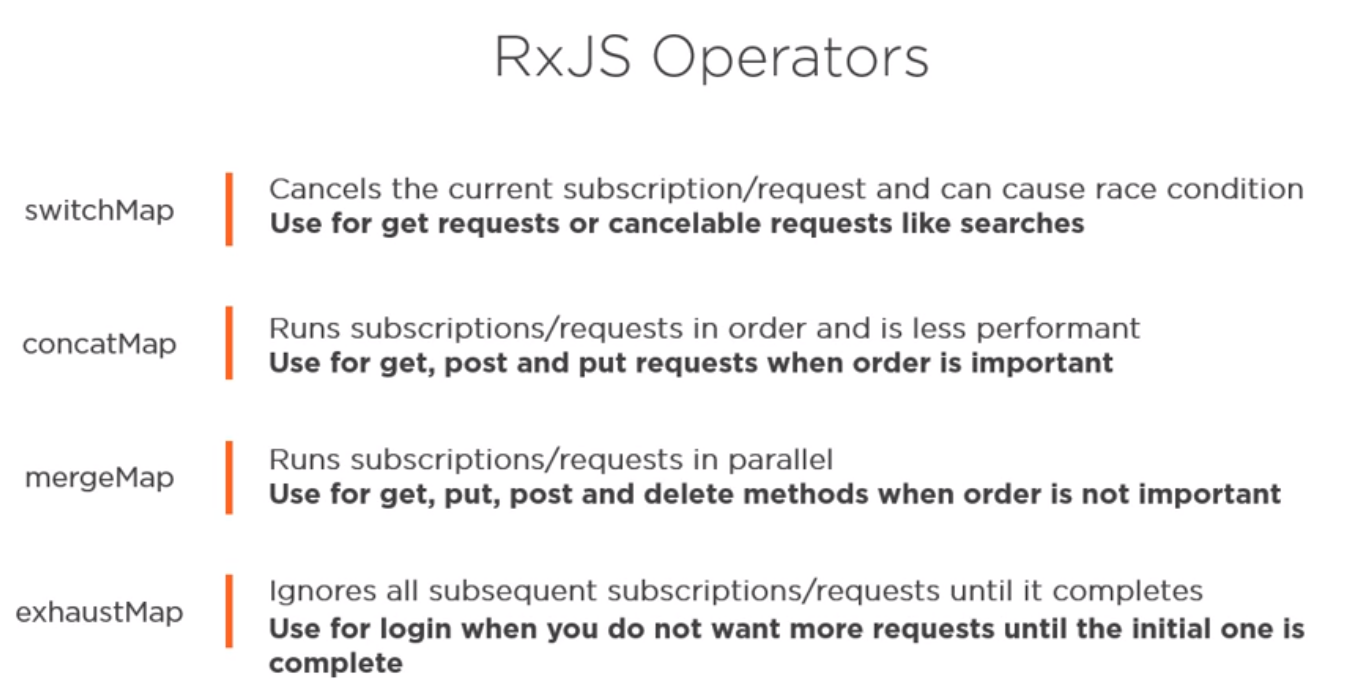 RxJS Operators
switchMap
Cancels the current subscription/request and can cause race condition
Use for get requests or cancelable requests like searches
concatMap
Runs subscriptions/requests in order and is less performant
Use for get, post and put requests when order is important
mergeMap
Runs subscriptions/requests in parallel
Use for get, put, post and delete methods when order is not important
exhaustMap
Ignores all subsequent subscriptions/requests until it completes
Use for login when you do not want more requests until the initial one is
complete